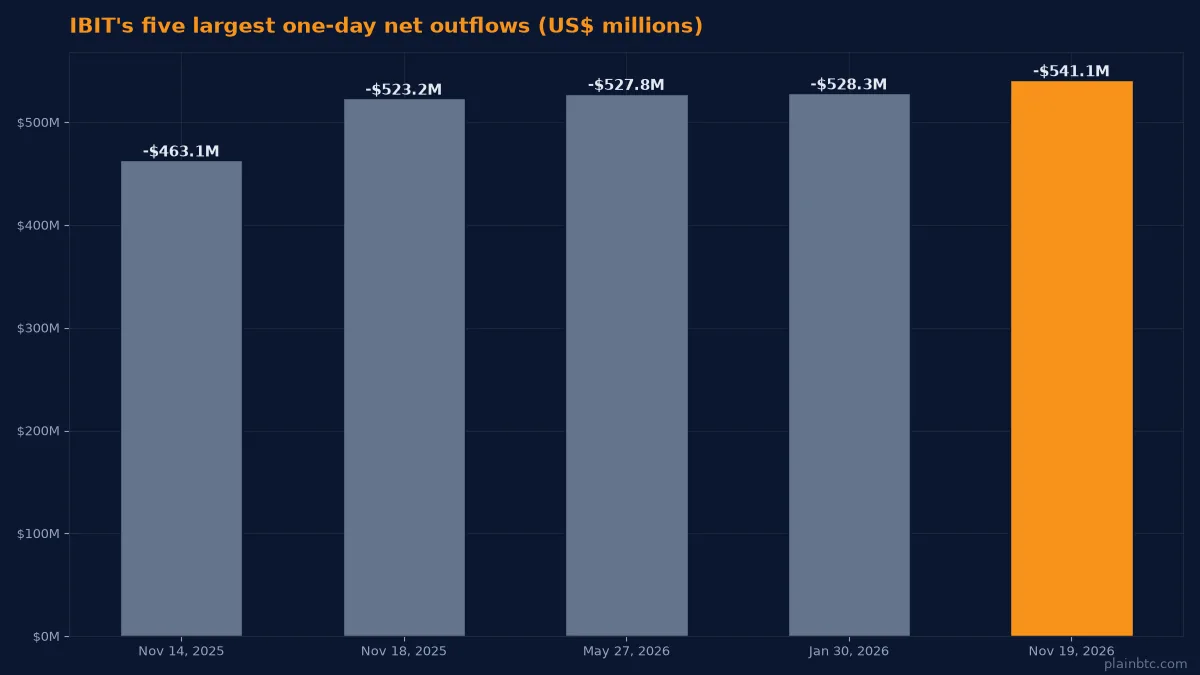 IBIT's five largest one-day net outflows (US$ millions)
-$463.1M
-$523.2M
-$527.8M
-$528.3M
-$541.1M
$500M
$400M
$300M
$200M
$100M
$0M
Nov 14, 2025
Nov 18, 2025
May 27, 2026
Jan 30, 2026
Nov 19, 2026
plainbtc.com